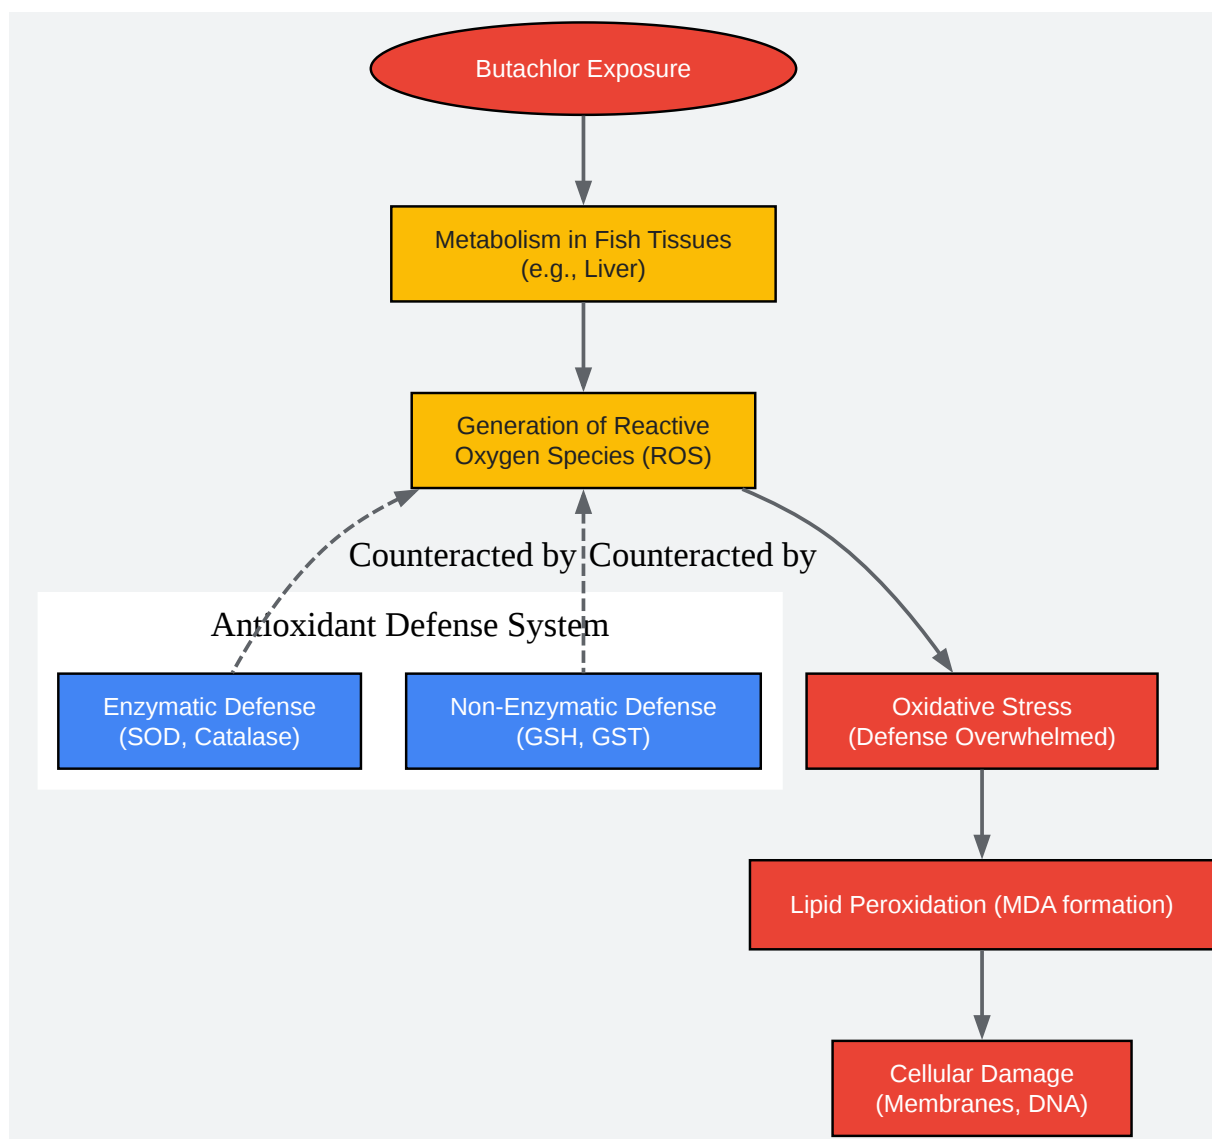 Butachlor Exposure
Metabolism in Fish Tissues
(e.g., Liver)
Generation of Reactive
Oxygen Species (ROS)
Counteracted by
Counteracted by
Antioxidant Defense System
Enzymatic Defense
(SOD, Catalase)
Non-Enzymatic Defense
(GSH, GST)
Oxidative Stress
(Defense Overwhelmed)
Lipid Peroxidation (MDA formation)
Cellular Damage
(Membranes, DNA)